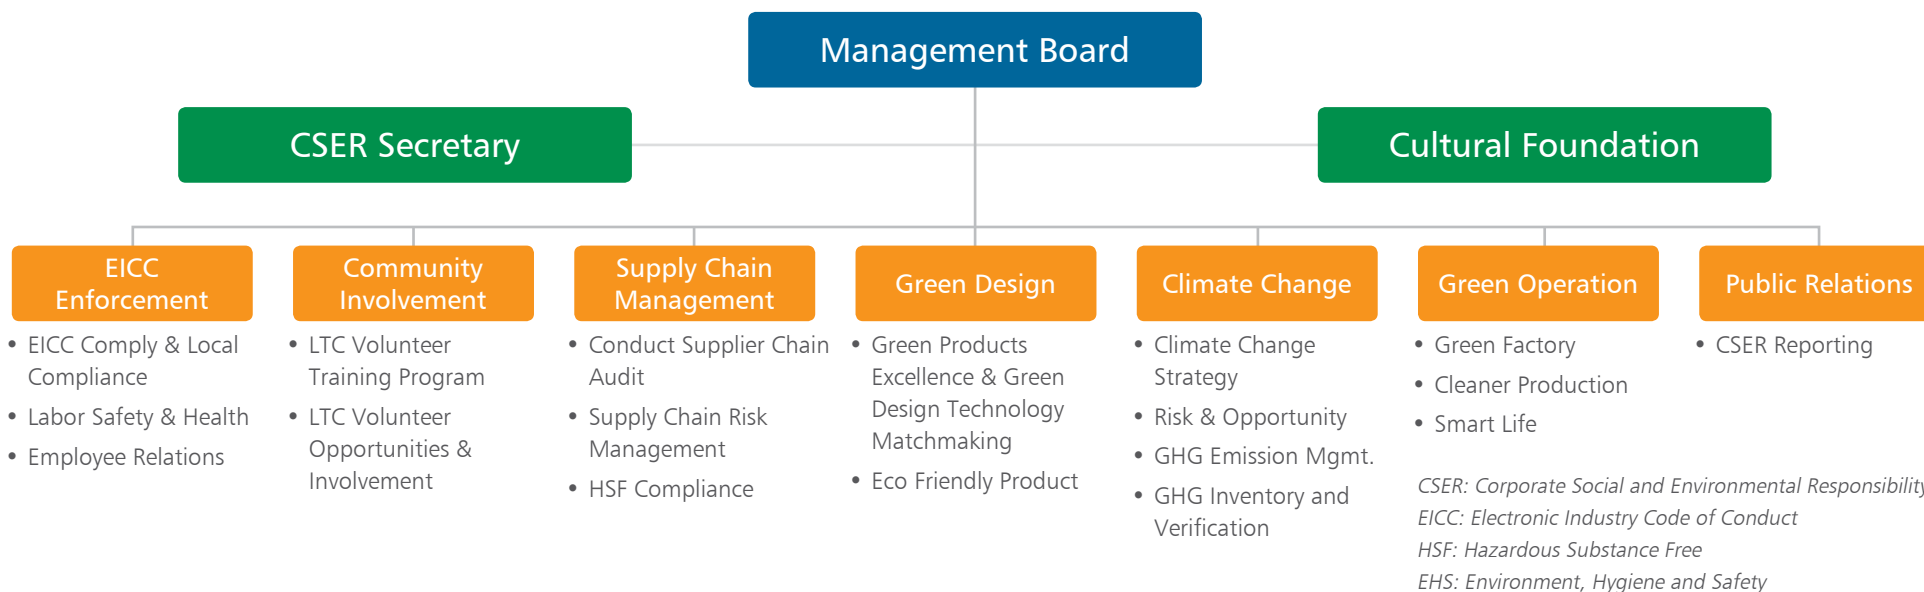 Management Board
CSER Secretary
Cultural Foundation
EICC
Enforcement
• EICC Comply & Local
Compliance
• Labor Safety & Health
• Employee Relations
Community
Involvement
• LTC Volunteer
Training Program
• LTC Volunteer
Opportunities &
Involvement
Supply Chain
Management
• Conduct Supplier Chain
Audit
• Supply Chain Risk
Management
• HSF Compliance
Green Design
• Green Products
Excellence & Green
Design Technology
Matchmaking
• Eco Friendly Product
Climate Change
• Climate Change
Strategy
• Risk & Opportunity
• GHG Emission Mgmt.
• GHG Inventory and
Verification
Green Operation
• Green Factory
• Cleaner Production
• Smart Life
Public Relations
• CSER Reporting
CSER: Corporate Social and Environmental Responsibility
EICC: Electronic Industry Code of Conduct
HSF: Hazardous Substance Free
EHS: Environment, Hygiene and Safety